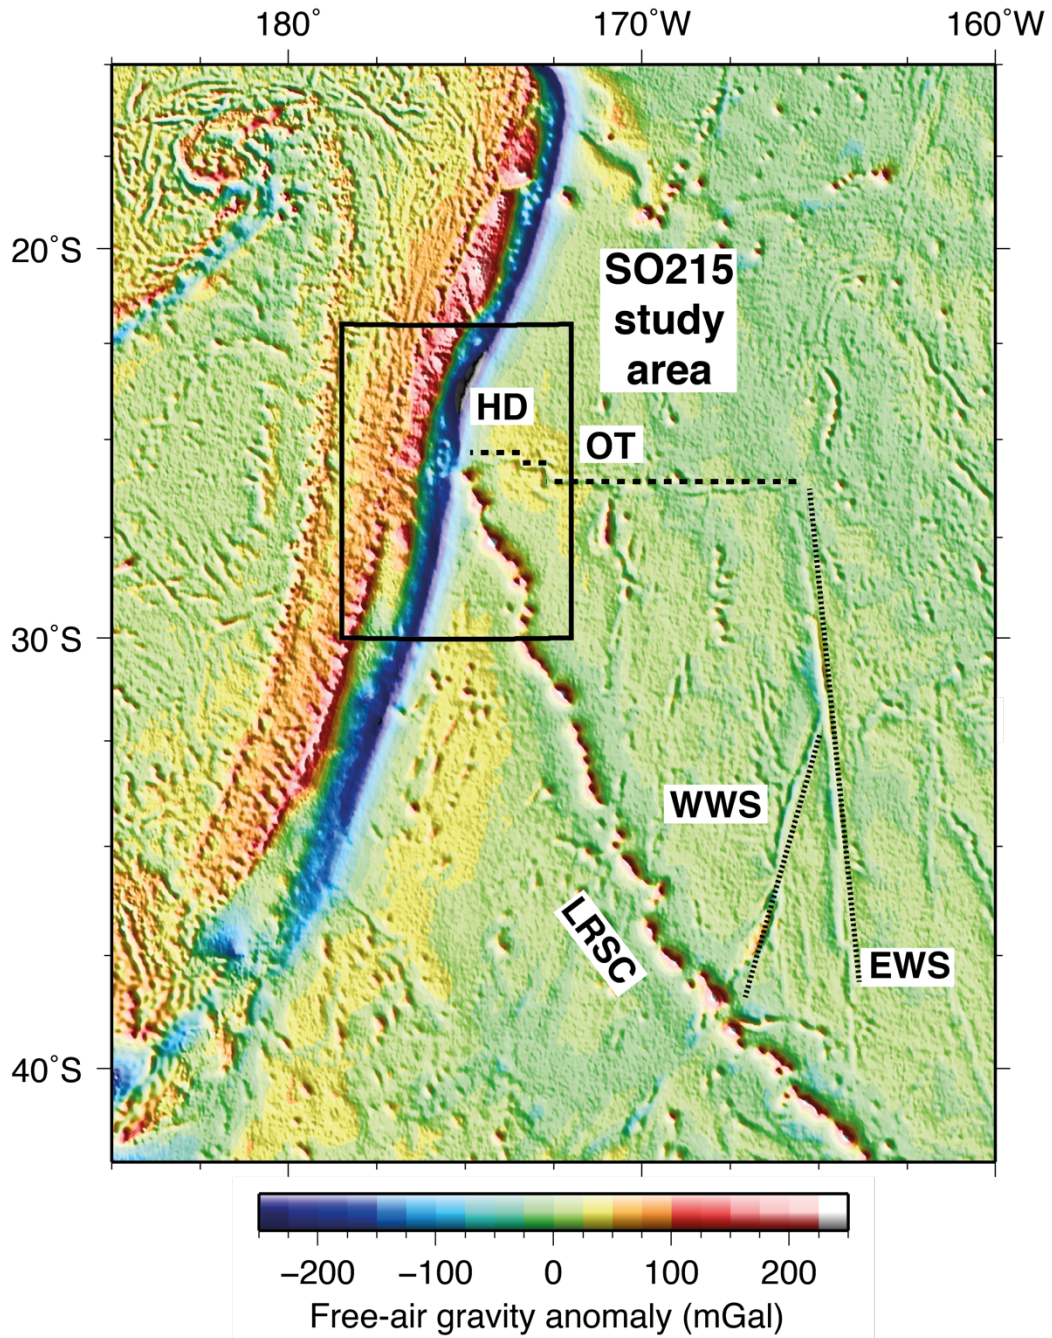 180°
170°W
160°W
20°S
SO215
study
area
HD
OT
30°S
WWS
LRSC
EWS
40°S
−200 −100 0 100 200
Free-air gravity anomaly (mGal)